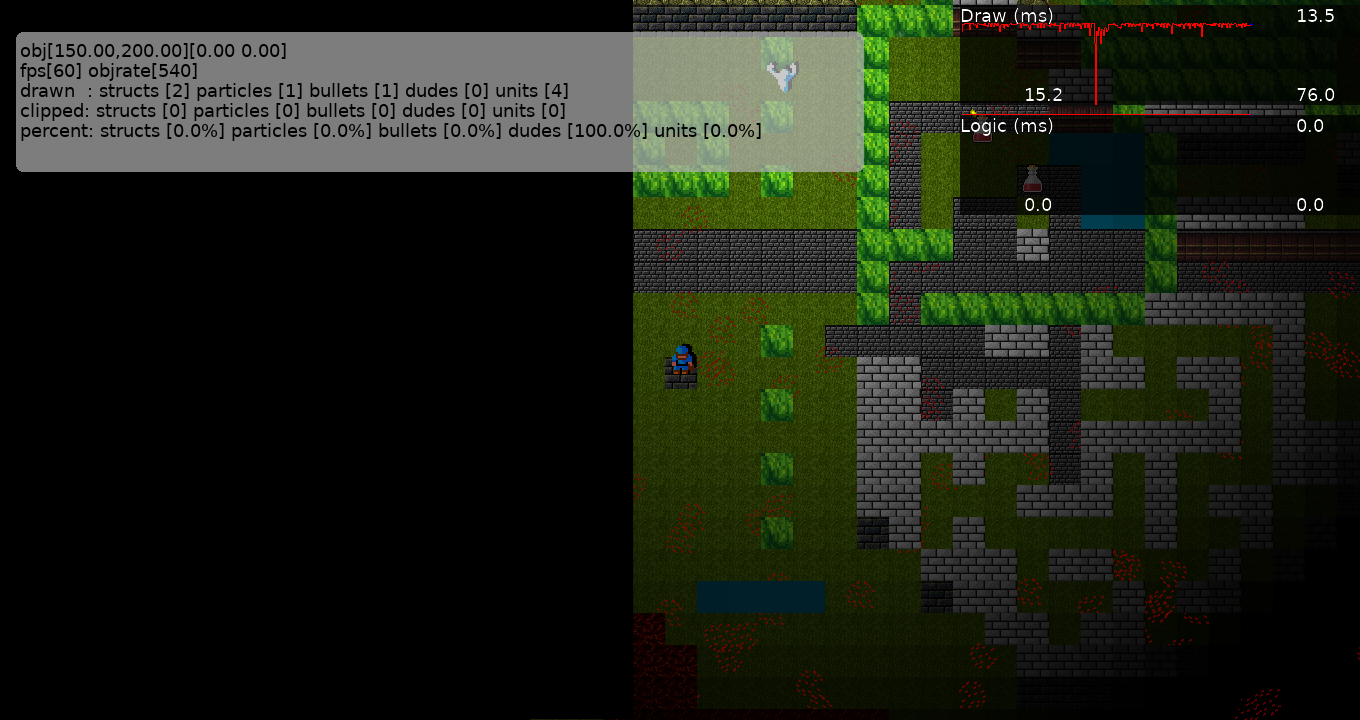 obj[150.00,200.00][0.00 0.00]
fps[60] objrate[540]
drawn  : structs [2] particles [1] bullets [1] dudes [0] units [4]
clipped: structs [0] particles [0] bullets [0] dudes [0] units [0]
percent: structs [0.0%] particles [0.0%] bullets [0.0%] dudes [100.0%] units [0.0%]
Draw (ms) 13.5
15.2 76.0
Logic (ms) 0.0
0.0 0.0